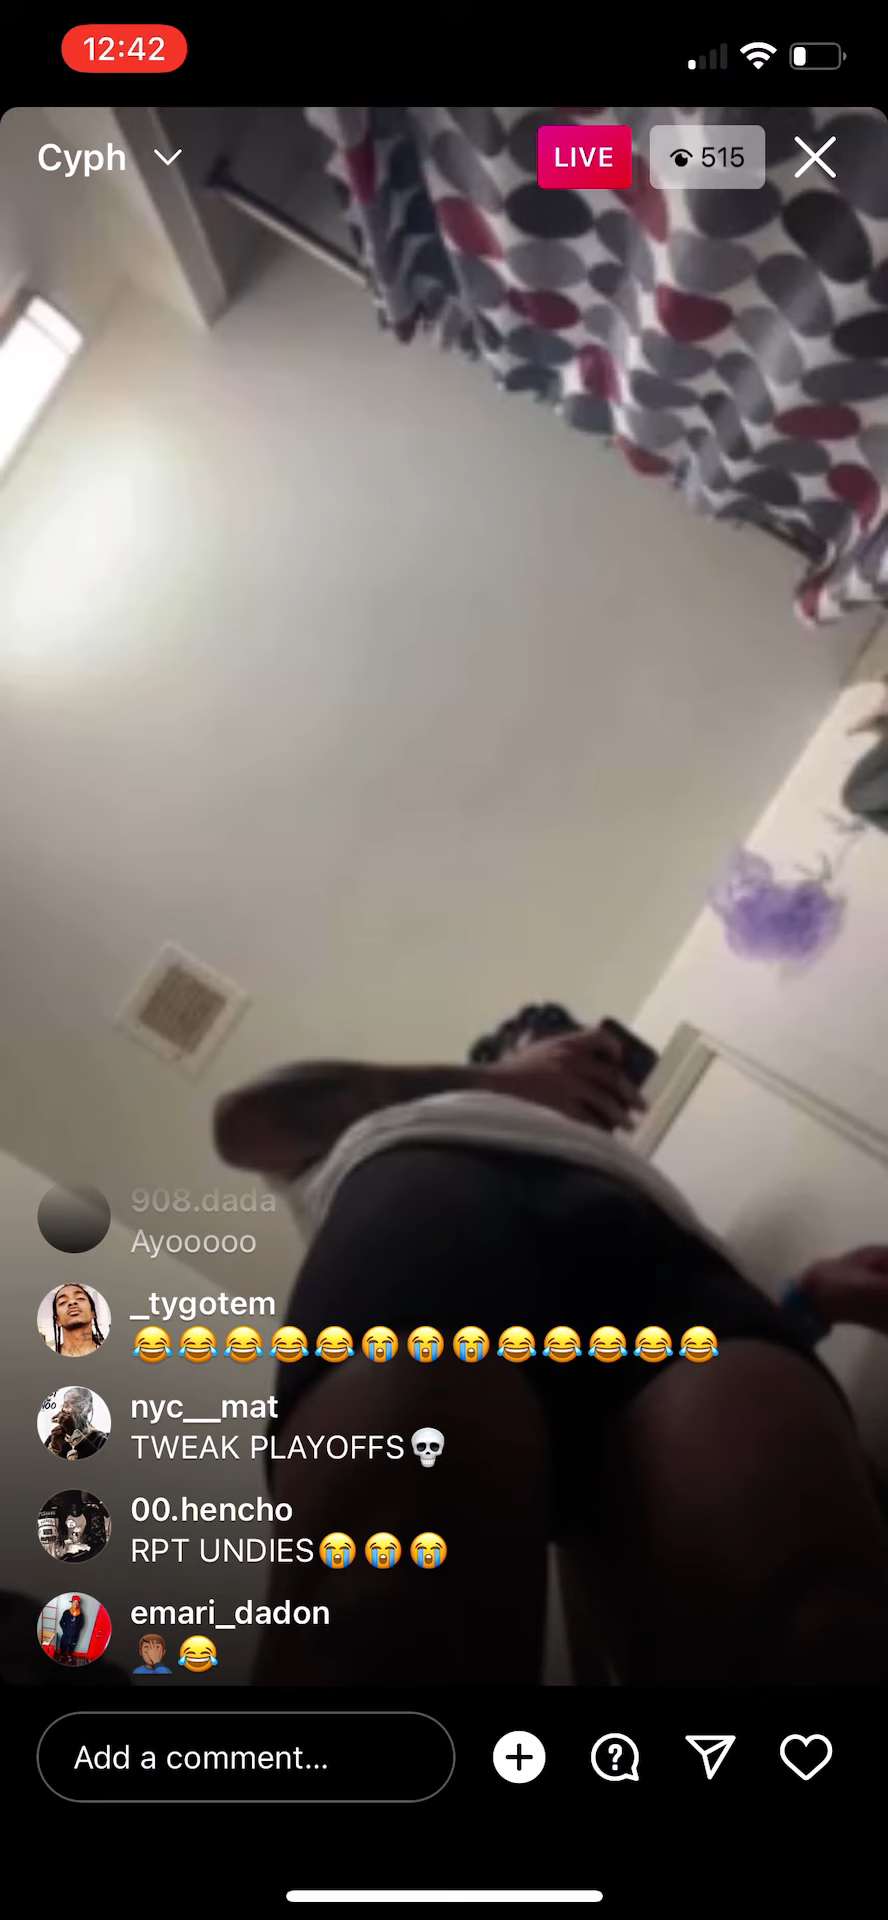 12:42
Cyph
LIVE
515
908.dada
Ayooooo
_tygotem
😂😂😂😂😂😭😭😭😂😂😂😂😂
nyc__mat
TWEAK PLAYOFFS💀
00.hencho
RPT UNDIES😭😭😭
emari_dadon
🤦🏽‍♂️😂
Add a comment...